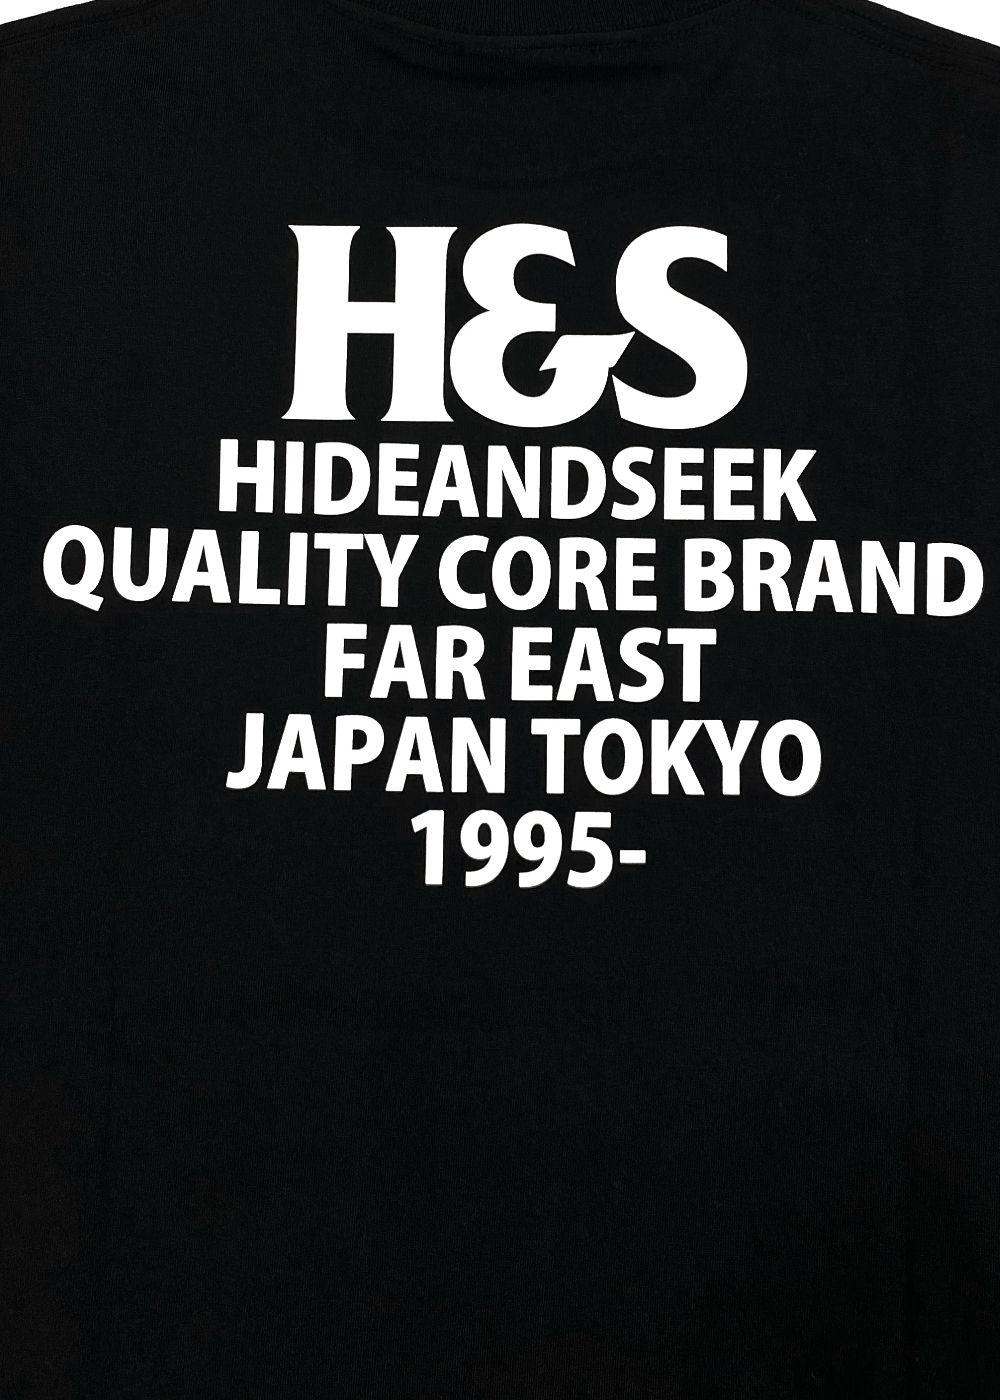 H&S
HIDEANDSEEK
QUALITY CORE BRAND
FAR EAST
JAPAN TOKYO
1995-